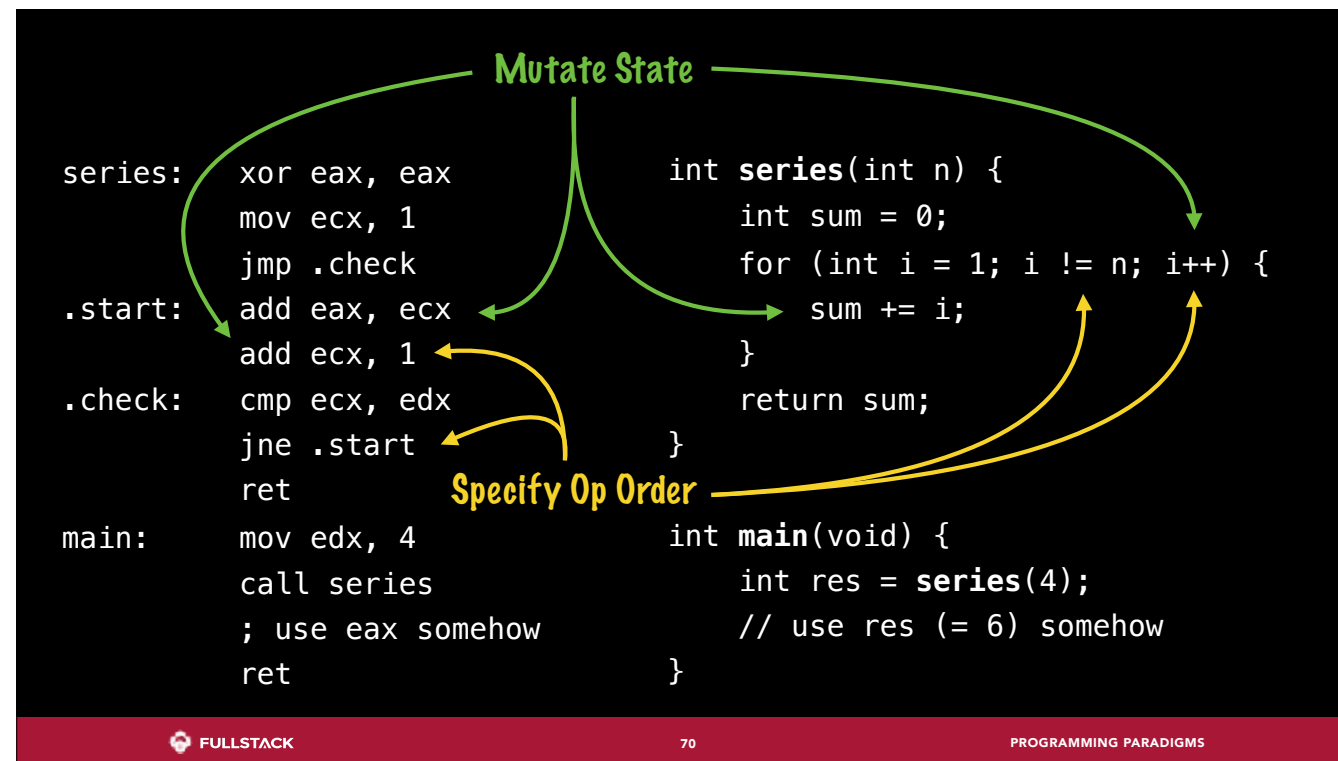 Mutate State
series: xor eax, eax
mov ecx, 1
jmp .check
.start: add eax, ecx
add ecx, 1
.check: cmp ecx, edx
jne .start
ret
main: mov edx, 4
call series
; use eax somehow
ret
int series(int n) {
int sum = 0;
for (int i = 1; i != n; i++) {
sum += i;
}
return sum;
}
int main(void) {
int res = series(4);
// use res (= 6) somehow
}
Specify Op Order
FULLSTACK
70
PROGRAMMING PARADIGMS